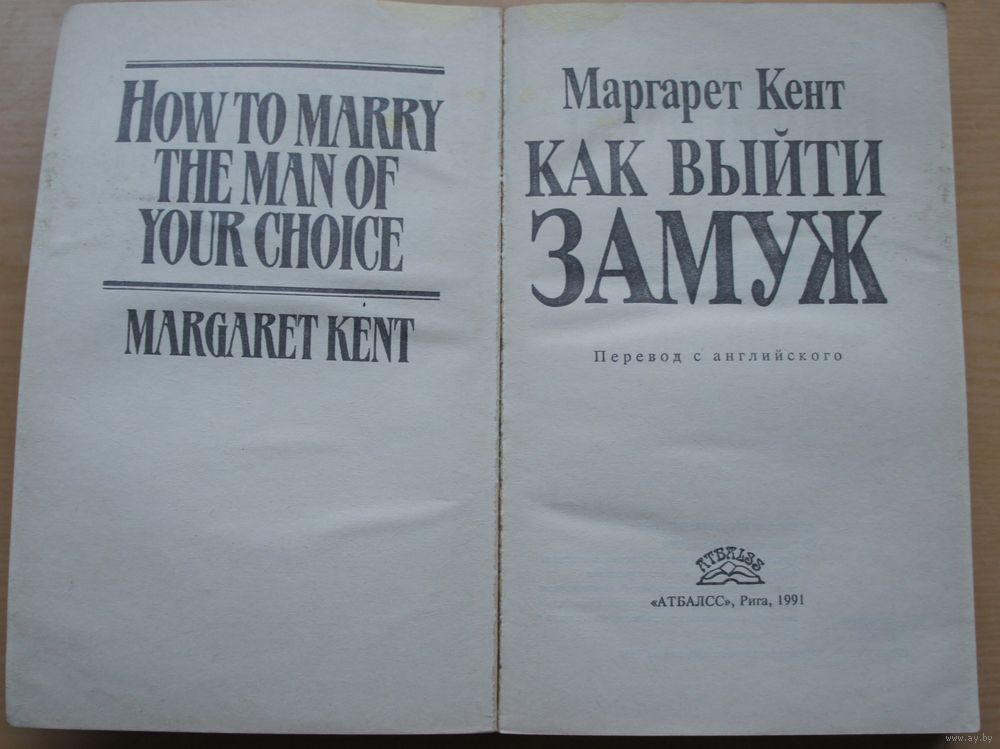 HOW TO MARRY
THE MAN OF
YOUR CHOICE
MARGARET KENT
Маргарет Кент
КАК ВЫЙТИ
ЗАМУЖ
Перевод с английского
ATBALSS
«АТБАЛСС», Рига, 1991
www.ay.by